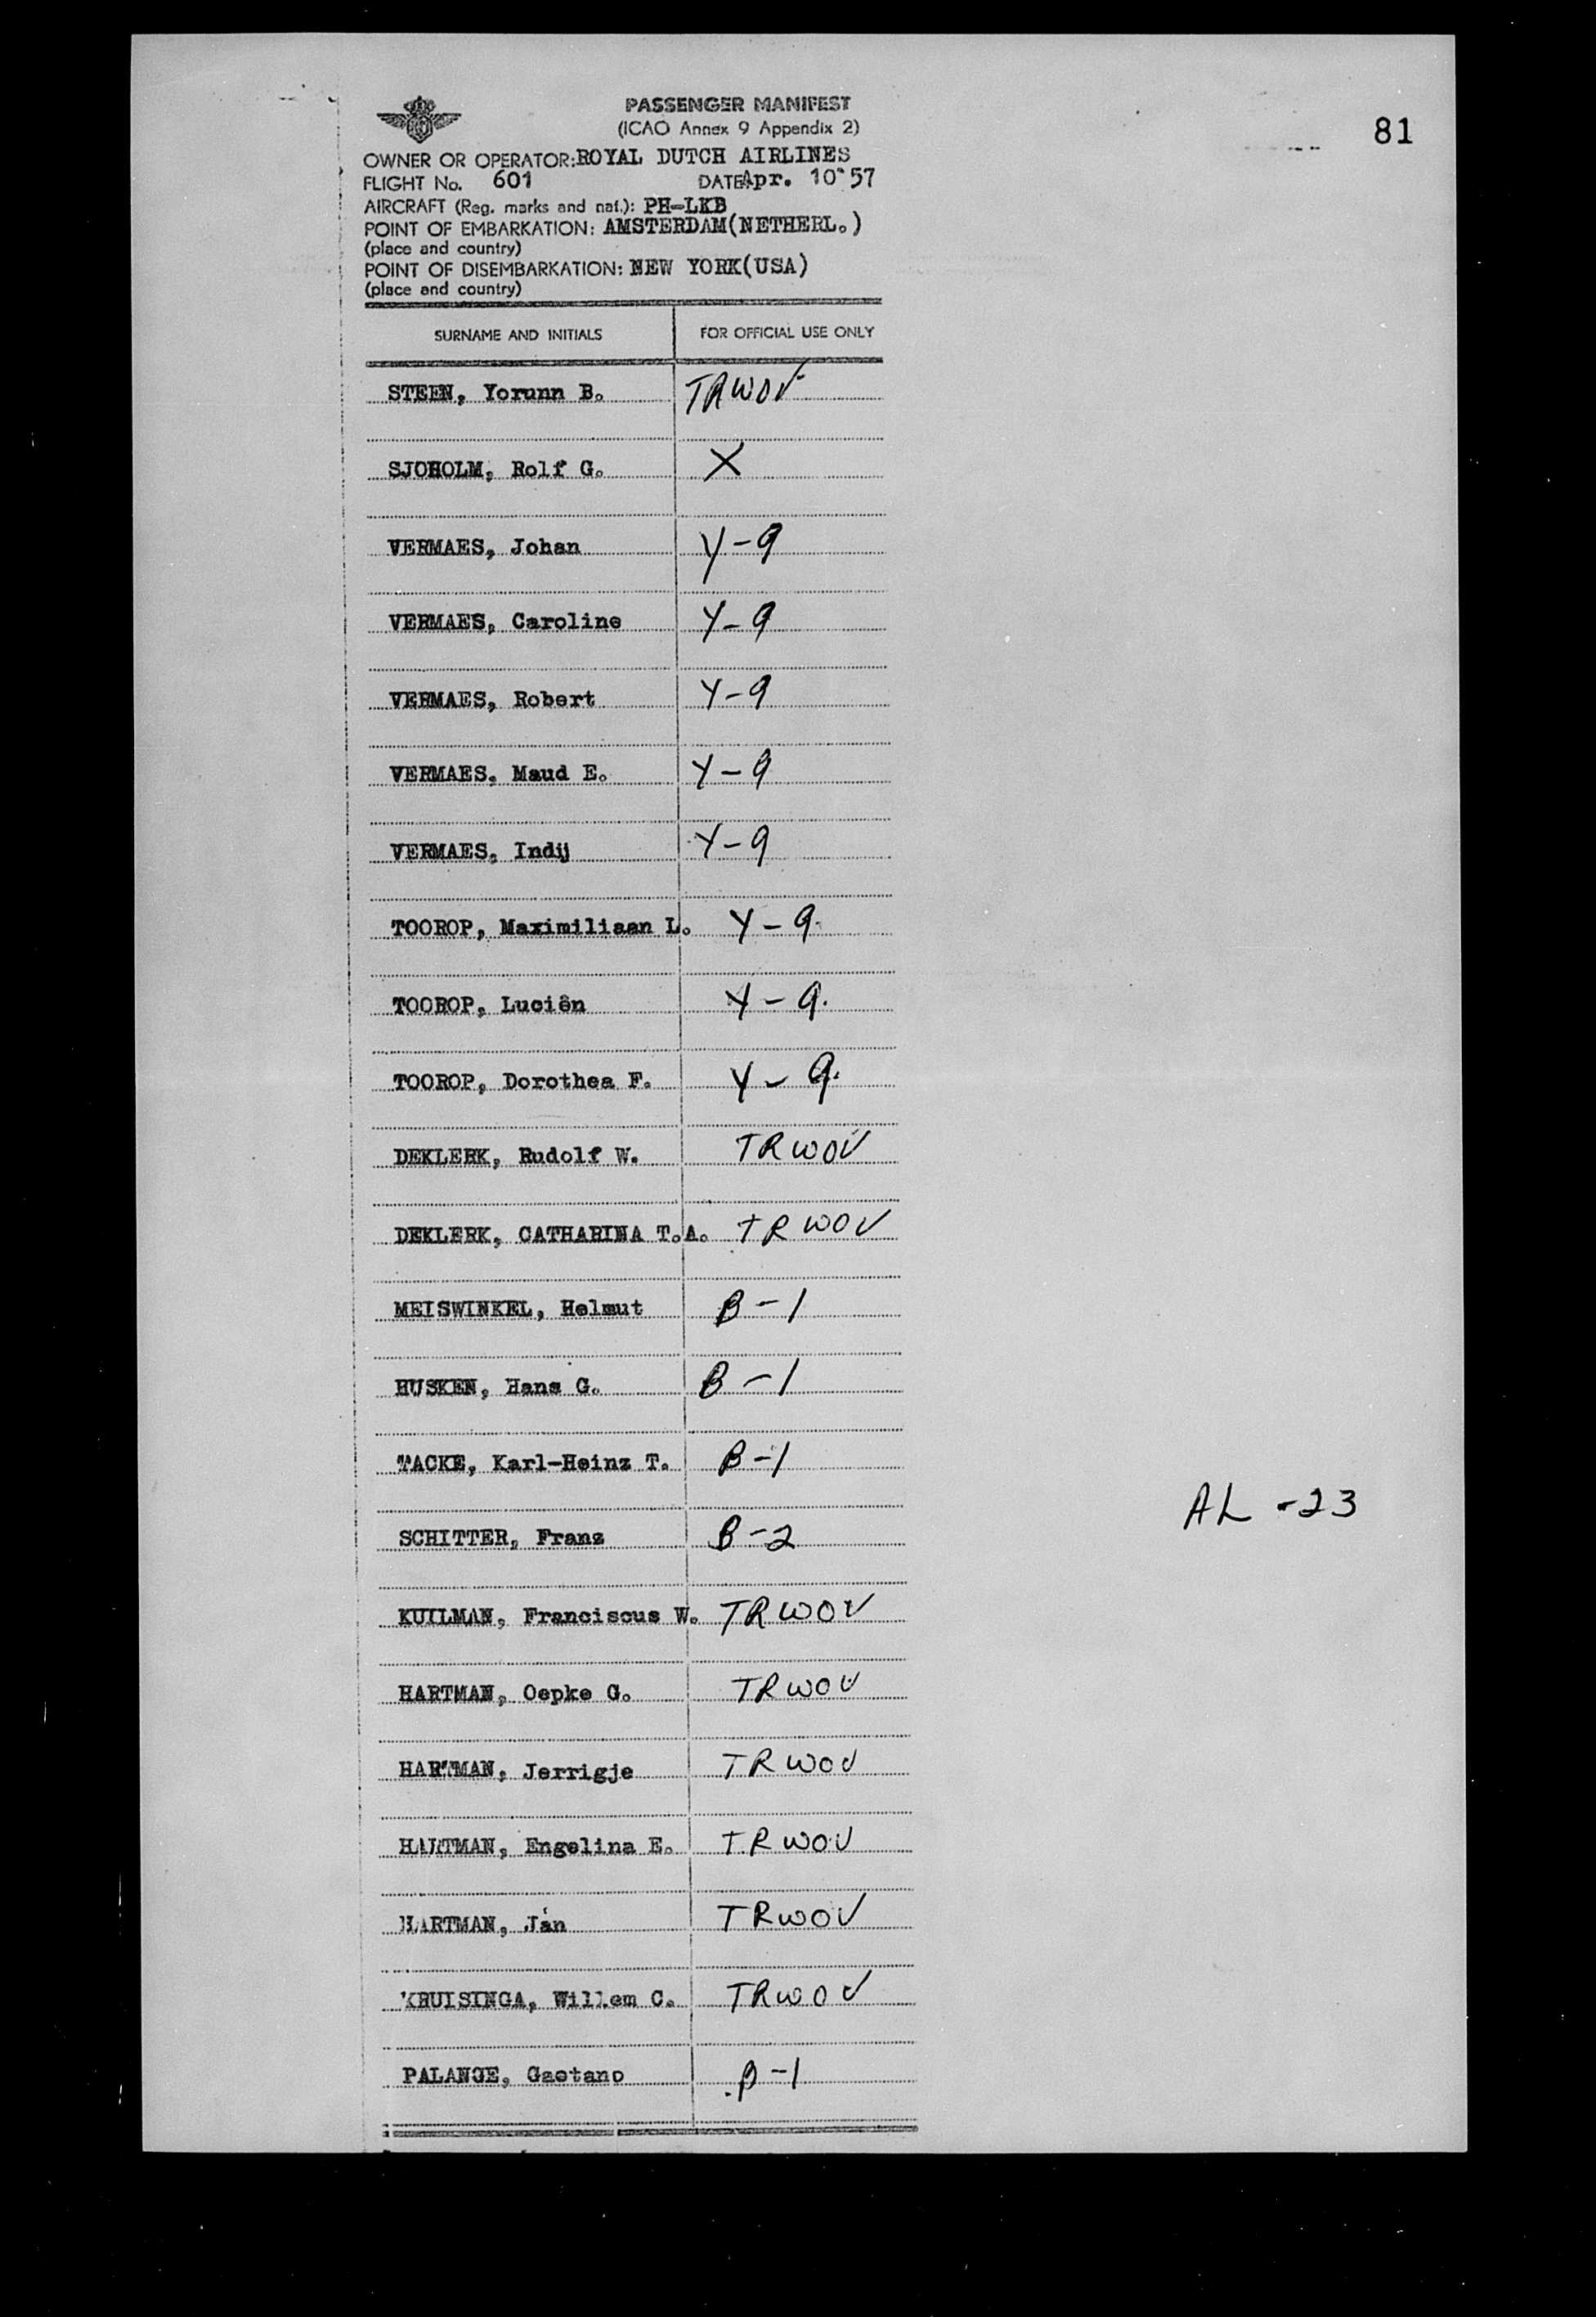 81
PASSENGER MANIFEST
(ICAO Annex 9 Appendix 2)
OWNER OR OPERATOR: ROYAL DUTCH AIRLINES
FLIGHT No. 601 DATE Apr. 10 57
AIRCRAFT (Reg. marks and nat.): PH-LKB
POINT OF EMBARKATION: AMSTERDAM(NETHERL.)
(place and country)
POINT OF DISEMBARKATION: NEW YORK(USA)
(place and country)
SURNAME AND INITIALS FOR OFFICIAL USE ONLY
STEEN, Yorunn B. TRWOV
SJOHOLM, Rolf G. X
VERMAES, Johan Y-9
VERMAES, Caroline Y-9
VERMAES, Robert Y-9
VERMAES, Maud E. Y-9
VERMAES, Indij Y-9
TOOROP, Maximiliaan L. Y-9.
TOOROP, Luciên Y-9.
TOOROP, Dorothea F. Y-9.
DEKLERK, Rudolf W. TRWOV
DEKLERK, CATHARINA T.A. TRWOV
MEISWINKEL, Helmut B-1
HUSKEN, Hans G. B-1
TACKE, Karl-Heinz T. B-1
AL -23
SCHITTER, Franz B-2
KUILMAN, Franciscus W. TRWOV
HARTMAN, Oepke G. TRWOV
HARTMAN, Jerrigje TRWOV
HARTMAN, Engelina E. TRWOV
HARTMAN, Ján TRWOV
KRUISINGA, Willem C. TRWOV
PALANGE, Gaetano B-1